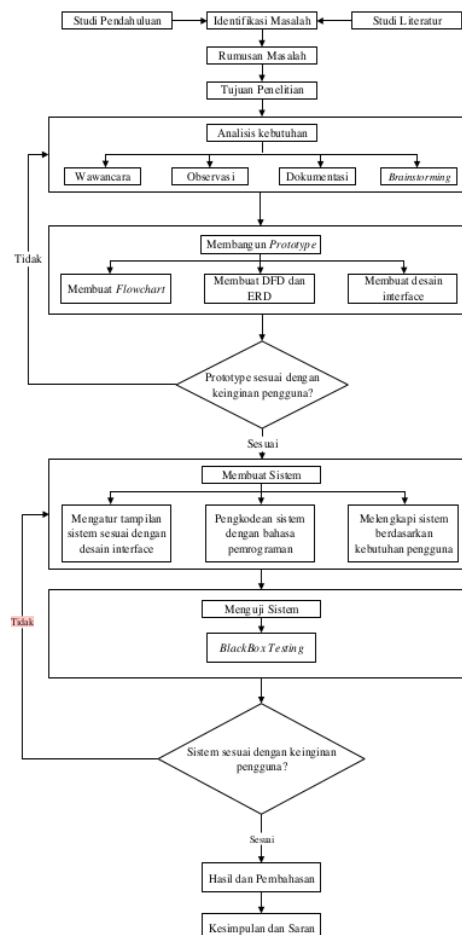 Studi Pendahuluan
Identifikasi Masalah
Studi Literatur
Rumusan Masalah
Tujuan Penelitian
Analisis kebutuhan
Wawancara
Observasi
Dokumentasi
Brainstorming
Tidak
Membangun Prototype
Membuat Flowchart
Membuat DFD dan
ERD
Membuat desain
interface
Prototype sesuai dengan
keinginan pengguna?
Sesuai
Membuat Sistem
Mengatur tampilan
sistem sesuai dengan
desain interface
Pengkodean sistem
dengan bahasa
pemrograman
Melengkapi sistem
berdasarkan
kebutuhan pengguna
Tidak
Menguji Sistem
BlackBox Testing
Sistem sesuai dengan keinginan
pengguna?
Sesuai
Hasil dan Pembahasan
Kesimpulan dan Saran